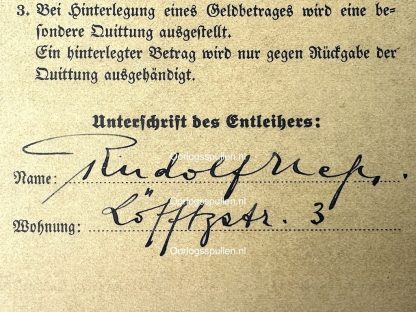 3. Bei Hinterlegung eines Geldbetrages wird eine be=
sondere Quittung ausgestellt.
Ein hinterlegter Betrag wird nur gegen Rückgabe der
Quittung ausgehändigt.
Unterschrift des Entleihers:
Name: Rudolf Heß.
Oorlogsspullen.nl
Wohnung: Löfftzstr. 3
Oorlogsspullen.nl
Oorlogsspullen.nl